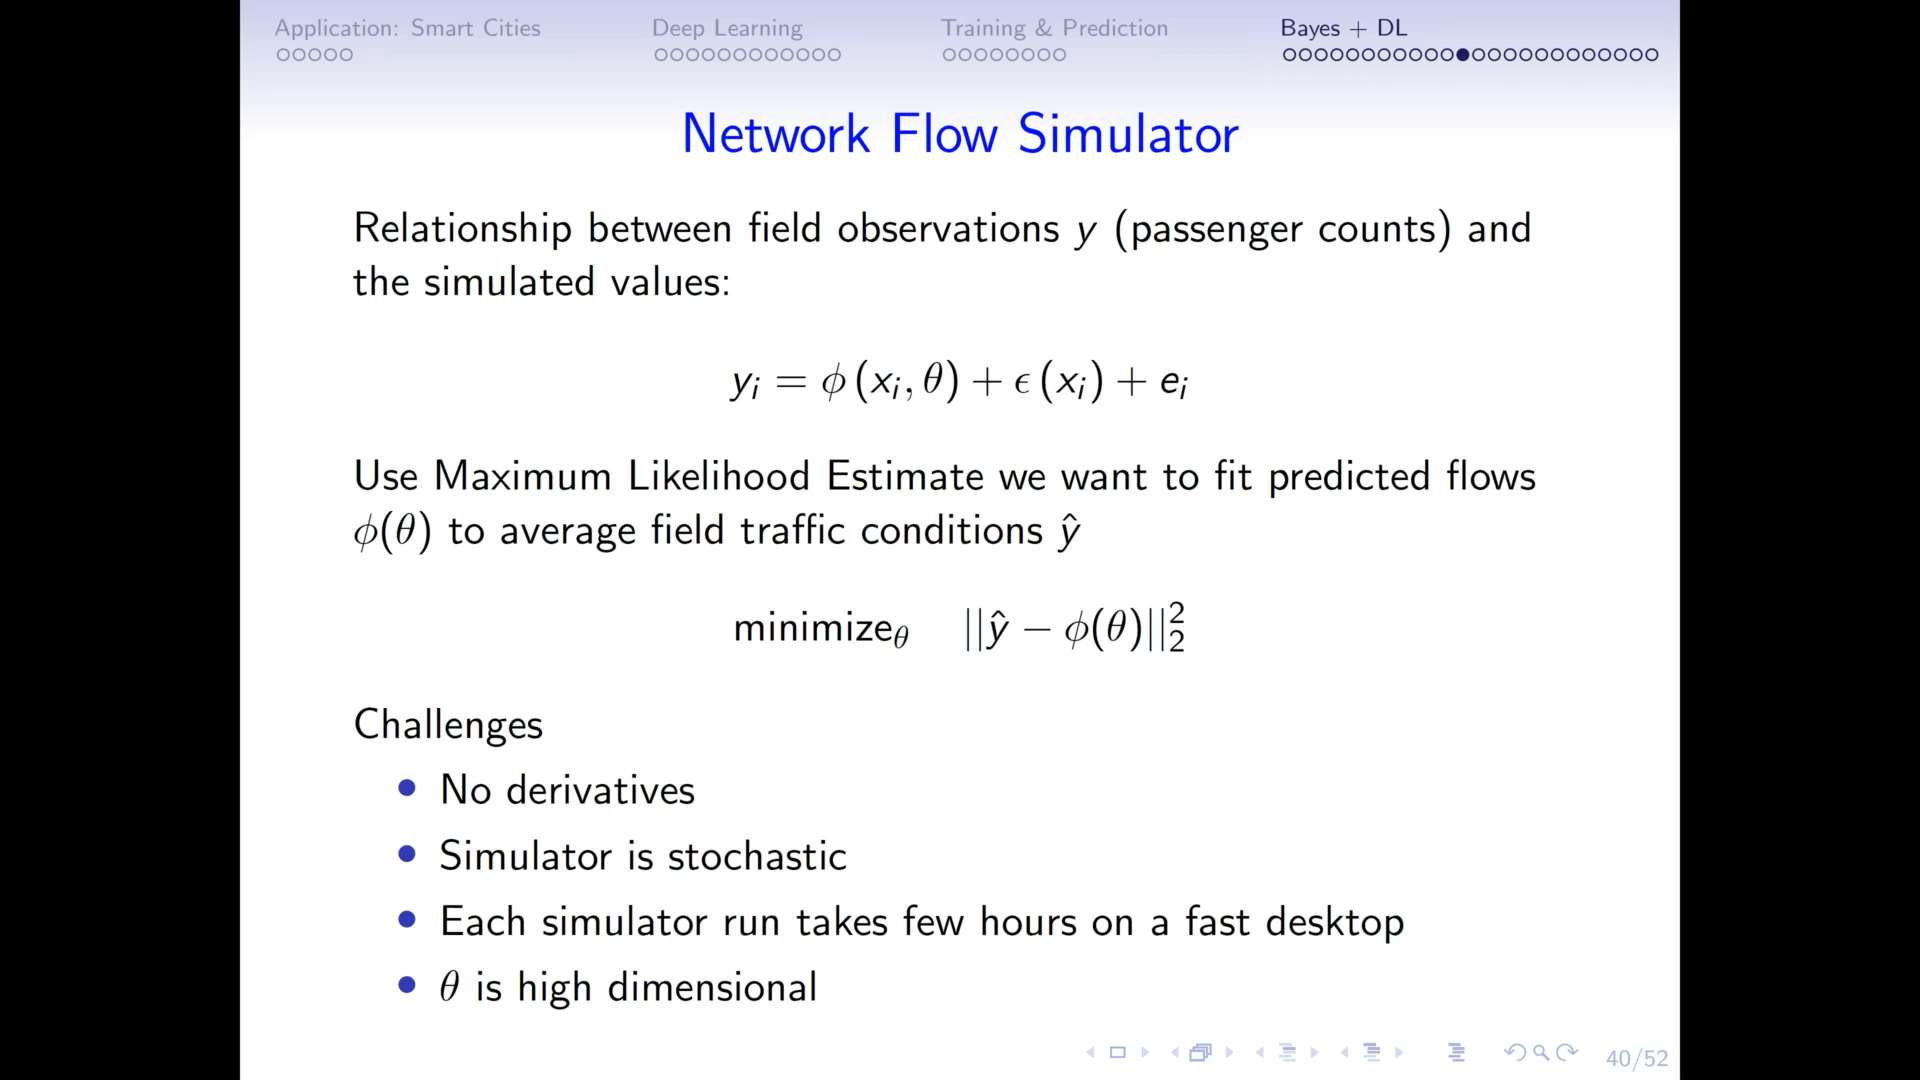 Application: Smart Cities Deep Learning Training & Prediction Bayes + DL
Network Flow Simulator
Relationship between field observations y (passenger counts) and
the simulated values:
yᵢ = ϕ (xᵢ, θ) + ϵ (xᵢ) + eᵢ
Use Maximum Likelihood Estimate we want to fit predicted flows
ϕ(θ) to average field traffic conditions ŷ
minimize_θ ||ŷ − ϕ(θ)||₂²
Challenges
• No derivatives
• Simulator is stochastic
• Each simulator run takes few hours on a fast desktop
• θ is high dimensional
40/52